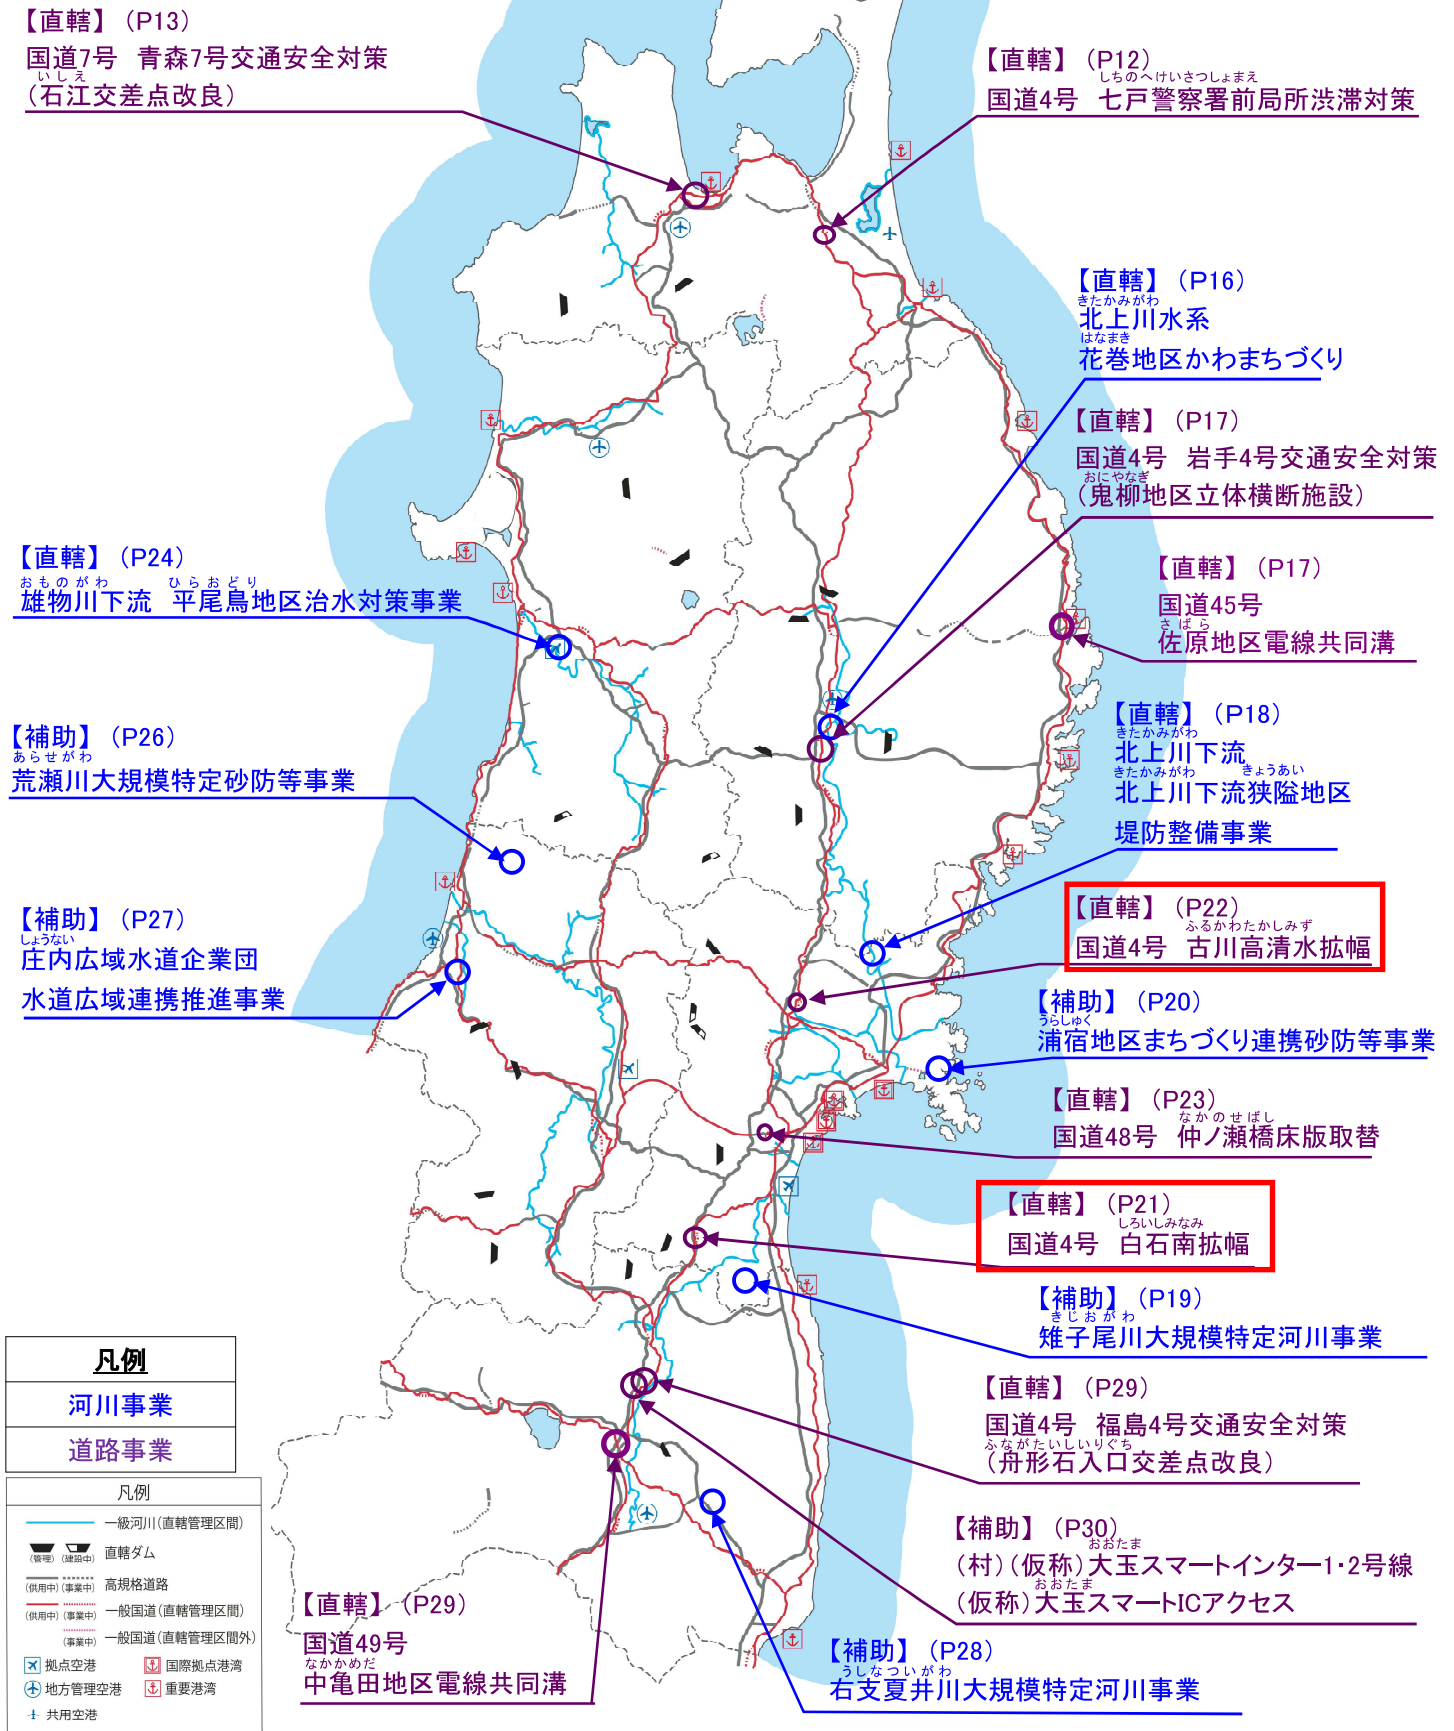 【直轄】(P13)
国道7号 青森7号交通安全対策
いしえ
(石江交差点改良)
【直轄】(P12)
しちのへけいさつしょまえ
国道4号 七戸警察署前局所渋滞対策
【直轄】(P16)
きたかみがわ
北上川水系
はなまき
花巻地区かわまちづくり
【直轄】(P17)
国道4号 岩手4号交通安全対策
おにやなぎ
(鬼柳地区立体横断施設)
【直轄】(P17)
国道45号
さばら
佐原地区電線共同溝
【直轄】(P24)
おものがわ ひらおどり
雄物川下流 平尾鳥地区治水対策事業
【直轄】(P18)
きたかみがわ
北上川下流
きたかみがわ きょうあい
北上川下流狭隘地区
堤防整備事業
【補助】(P26)
あらせがわ
荒瀬川大規模特定砂防等事業
【直轄】(P22)
ふるかわたかしみず
国道4号 古川高清水拡幅
【補助】(P27)
しょうない
庄内広域水道企業団
水道広域連携推進事業
【補助】(P20)
うらしゅく
浦宿地区まちづくり連携砂防等事業
【直轄】(P23)
なかのせばし
国道48号 仲ノ瀬橋床版取替
【直轄】(P21)
しろいしみなみ
国道4号 白石南拡幅
【補助】(P19)
きじおがわ
雉子尾川大規模特定河川事業
【直轄】(P29)
国道4号 福島4号交通安全対策
ふながたいしいりぐち
(舟形石入口交差点改良)
【補助】(P30)
おおたま
(村)(仮称)大玉スマートインター1・2号線
おおたま
(仮称)大玉スマートICアクセス
【直轄】(P29)
国道49号
なかかめだ
中亀田地区電線共同溝
【補助】(P28)
うしなついがわ
右支夏井川大規模特定河川事業
凡例
河川事業
道路事業
凡例
一級河川(直轄管理区間)
(管理) (建設中) 直轄ダム
(供用中) (事業中) 高規格道路
(供用中) (事業中) 一般国道(直轄管理区間)
(事業中) 一般国道(直轄管理区間外)
拠点空港 国際拠点港湾
地方管理空港 重要港湾
共用空港